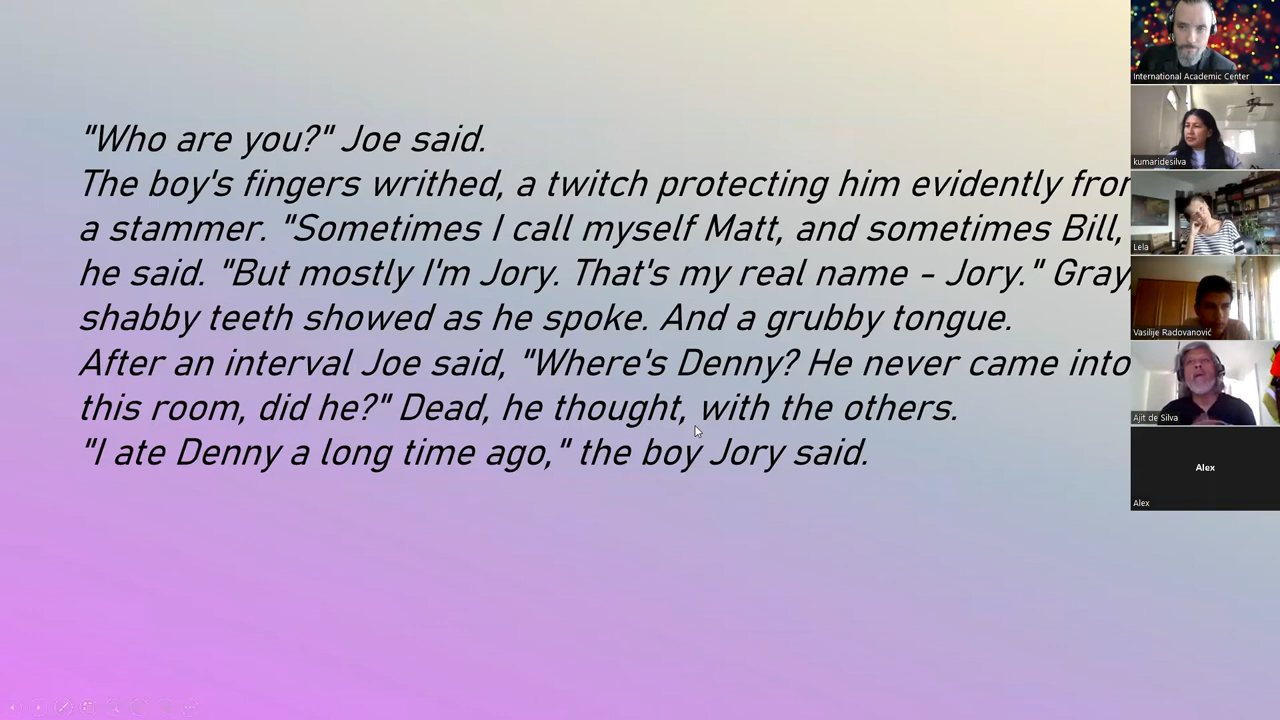 "Who are you?" Joe said.
The boy's fingers writhed, a twitch protecting him evidently from
a stammer. "Sometimes I call myself Matt, and sometimes Bill,
he said. "But mostly I'm Jory. That's my real name - Jory." Gray,
shabby teeth showed as he spoke. And a grubby tongue.
After an interval Joe said, "Where's Denny? He never came into
this room, did he?" Dead, he thought, with the others.
"I ate Denny a long time ago," the boy Jory said.
International Academic Center
kumaridesilva
Lela
Vasilije Radovanović
Ajit de Silva
Alex
Alex